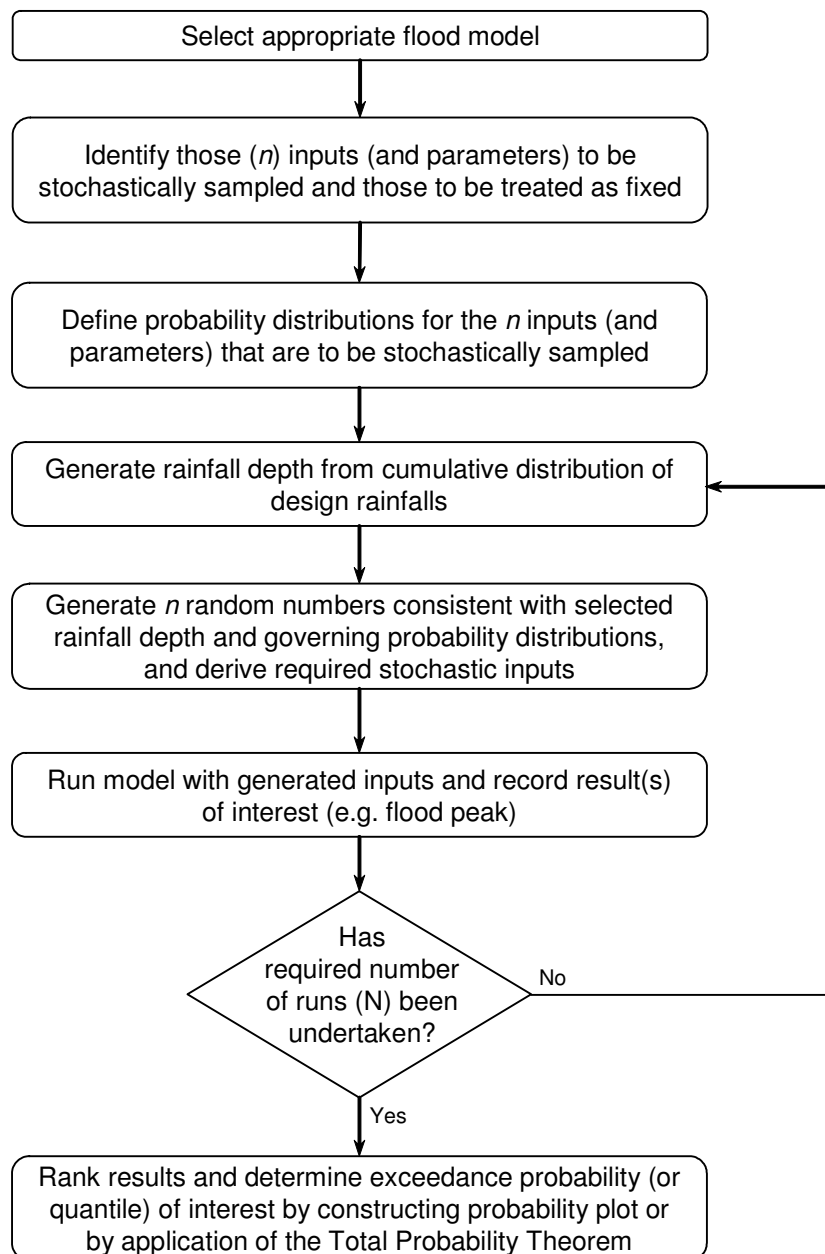 Select appropriate flood model
Identify those (n) inputs (and parameters) to be
stochastically sampled and those to be treated as fixed
Define probability distributions for the n inputs (and
parameters) that are to be stochastically sampled
Generate rainfall depth from cumulative distribution of
design rainfalls
Generate n random numbers consistent with selected
rainfall depth and governing probability distributions,
and derive required stochastic inputs
Run model with generated inputs and record result(s)
of interest (e.g. flood peak)
Has
required number
of runs (N) been
undertaken?
No
Yes
Rank results and determine exceedance probability (or
quantile) of interest by constructing probability plot or
by application of the Total Probability Theorem